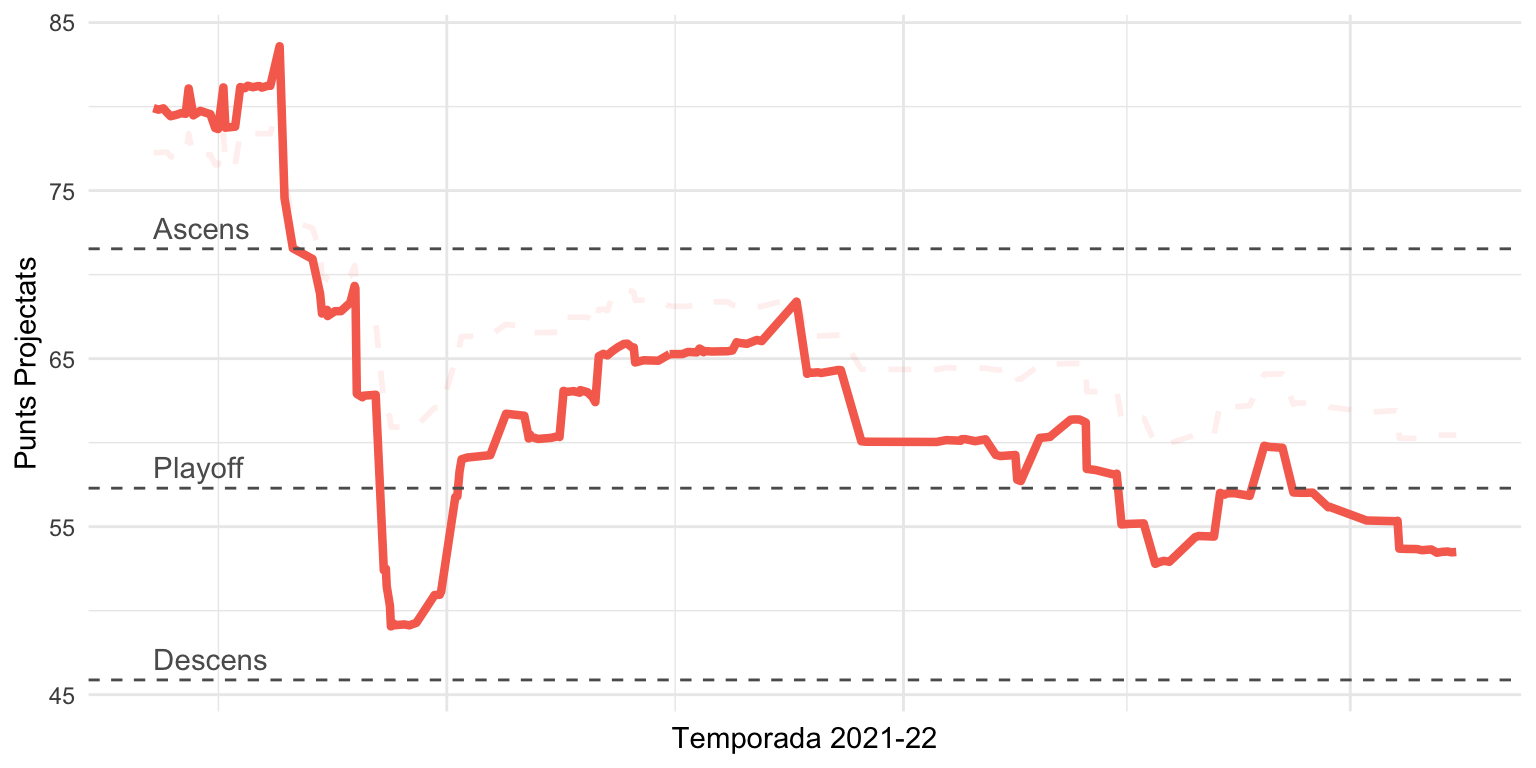 85
75
65
55
45
Punts Projectats
Ascens
Playoff
Descens
Temporada 2021-22